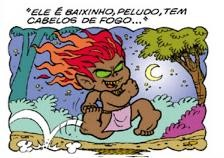 "ELE É BAIXINHO, PELUDO, TEM
CABELOS DE FOGO..."